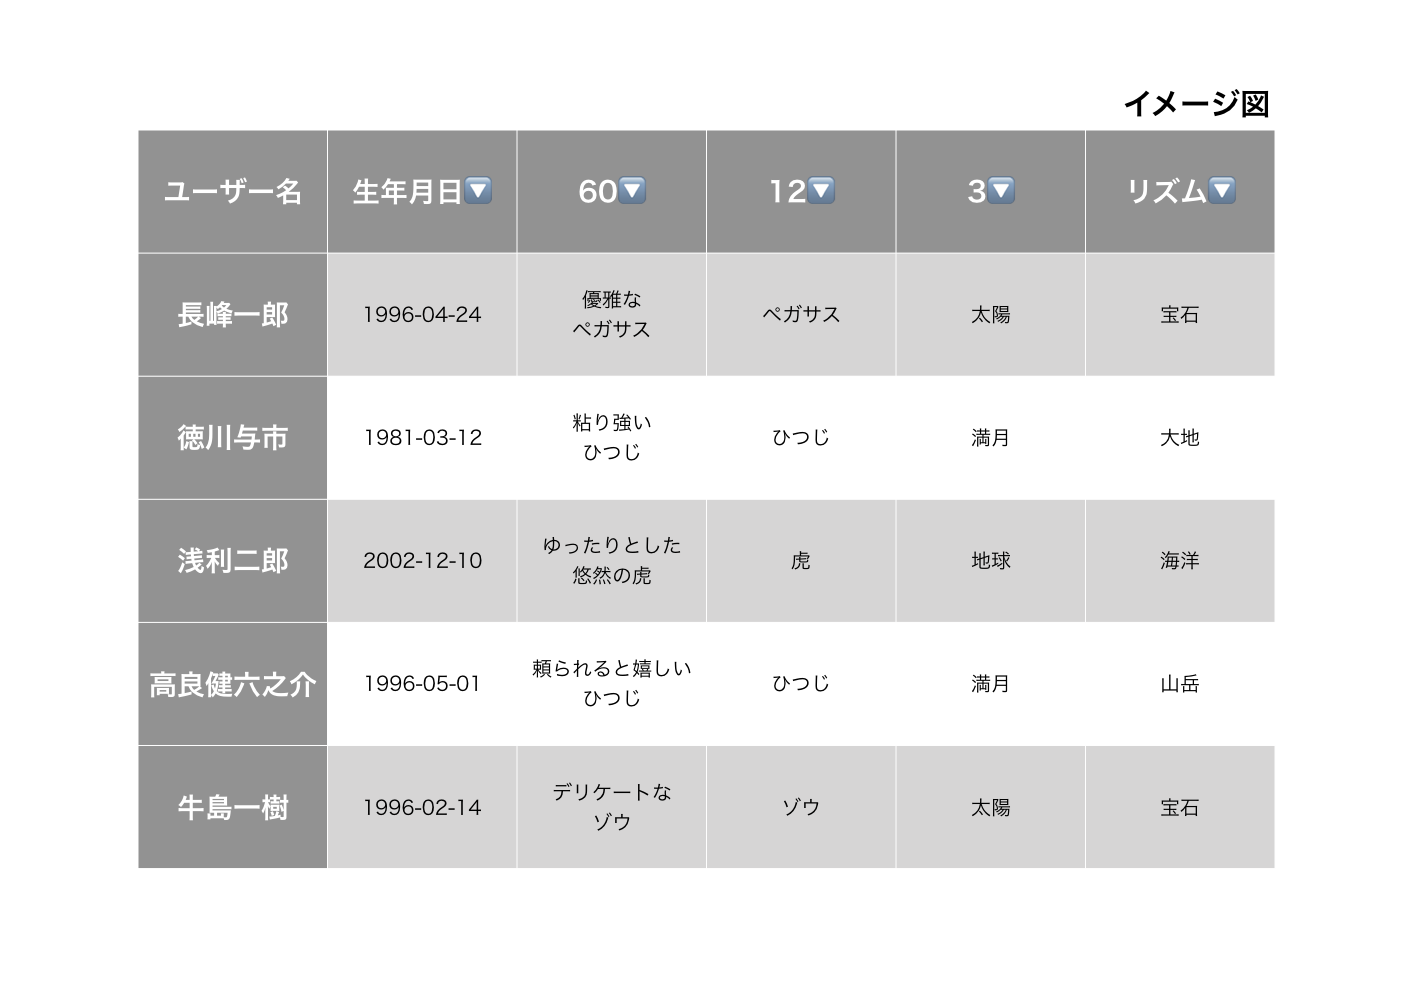 イメージ図
ユーザー名 生年月日🔽 60🔽 12🔽 3🔽 リズム🔽
長峰一郎 1996-04-24 優雅な
ペガサス ペガサス 太陽 宝石
徳川与市 1981-03-12 粘り強い
ひつじ ひつじ 満月 大地
浅利二郎 2002-12-10 ゆったりとした
悠然の虎 虎 地球 海洋
高良健六之介 1996-05-01 頼られると嬉しい
ひつじ ひつじ 満月 山岳
牛島一樹 1996-02-14 デリケートな
ゾウ ゾウ 太陽 宝石